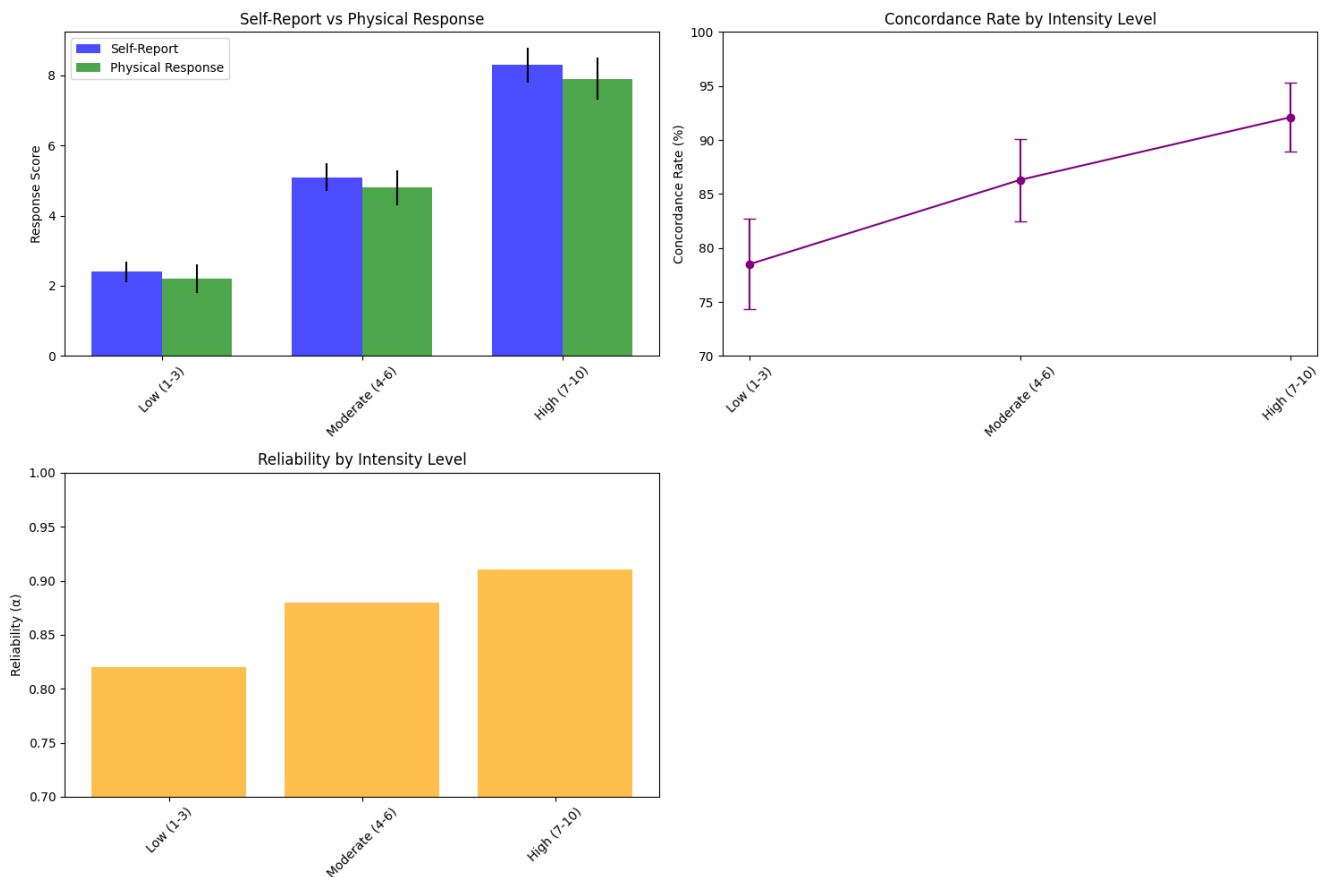 Self-Report vs Physical Response
Self-Report
Physical Response
Response Score
8
6
4
2
0
Low (1-3)
Moderate (4-6)
High (7-10)
Concordance Rate by Intensity Level
Concordance Rate (%)
100
95
90
85
80
75
70
Low (1-3)
Moderate (4-6)
High (7-10)
Reliability by Intensity Level
Reliability (α)
1.00
0.95
0.90
0.85
0.80
0.75
0.70
Low (1-3)
Moderate (4-6)
High (7-10)